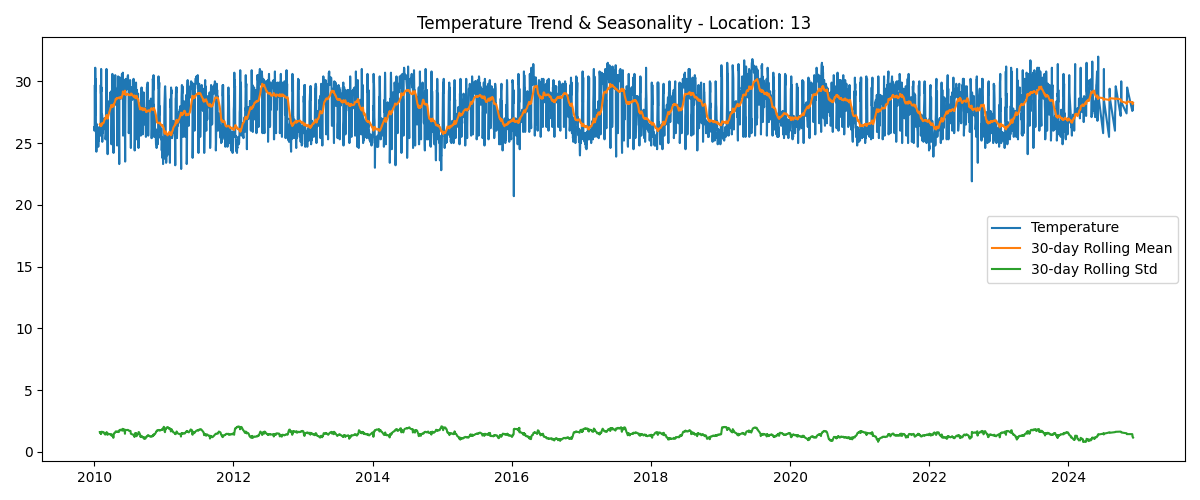 Temperature Trend & Seasonality - Location: 13
30
25
20
15
10
5
0
Temperature
30-day Rolling Mean
30-day Rolling Std
2010 2012 2014 2016 2018 2020 2022 2024